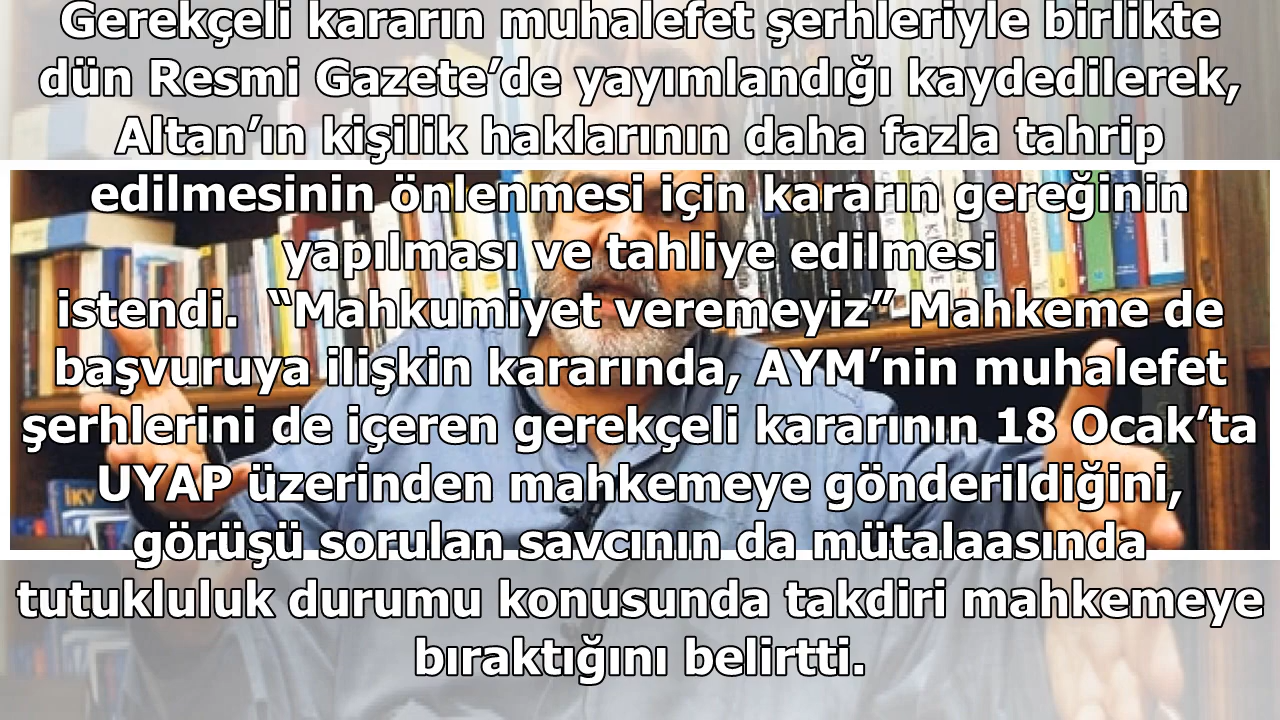 Gerekçeli kararın muhalefet şerhleriyle birlikte
dün Resmi Gazete’de yayımlandığı kaydedilerek,
Altan’ın kişilik haklarının daha fazla tahrip
edilmesinin önlenmesi için kararın gereğinin
yapılması ve tahliye edilmesi
istendi.  “Mahkumiyet veremeyiz” Mahkeme de
başvuruya ilişkin kararında, AYM’nin muhalefet
şerhlerini de içeren gerekçeli kararının 18 Ocak’ta
UYAP üzerinden mahkemeye gönderildiğini,
görüşü sorulan savcının da mütalaasında
tutukluluk durumu konusunda takdiri mahkemeye
bıraktığını belirtti.
İKV